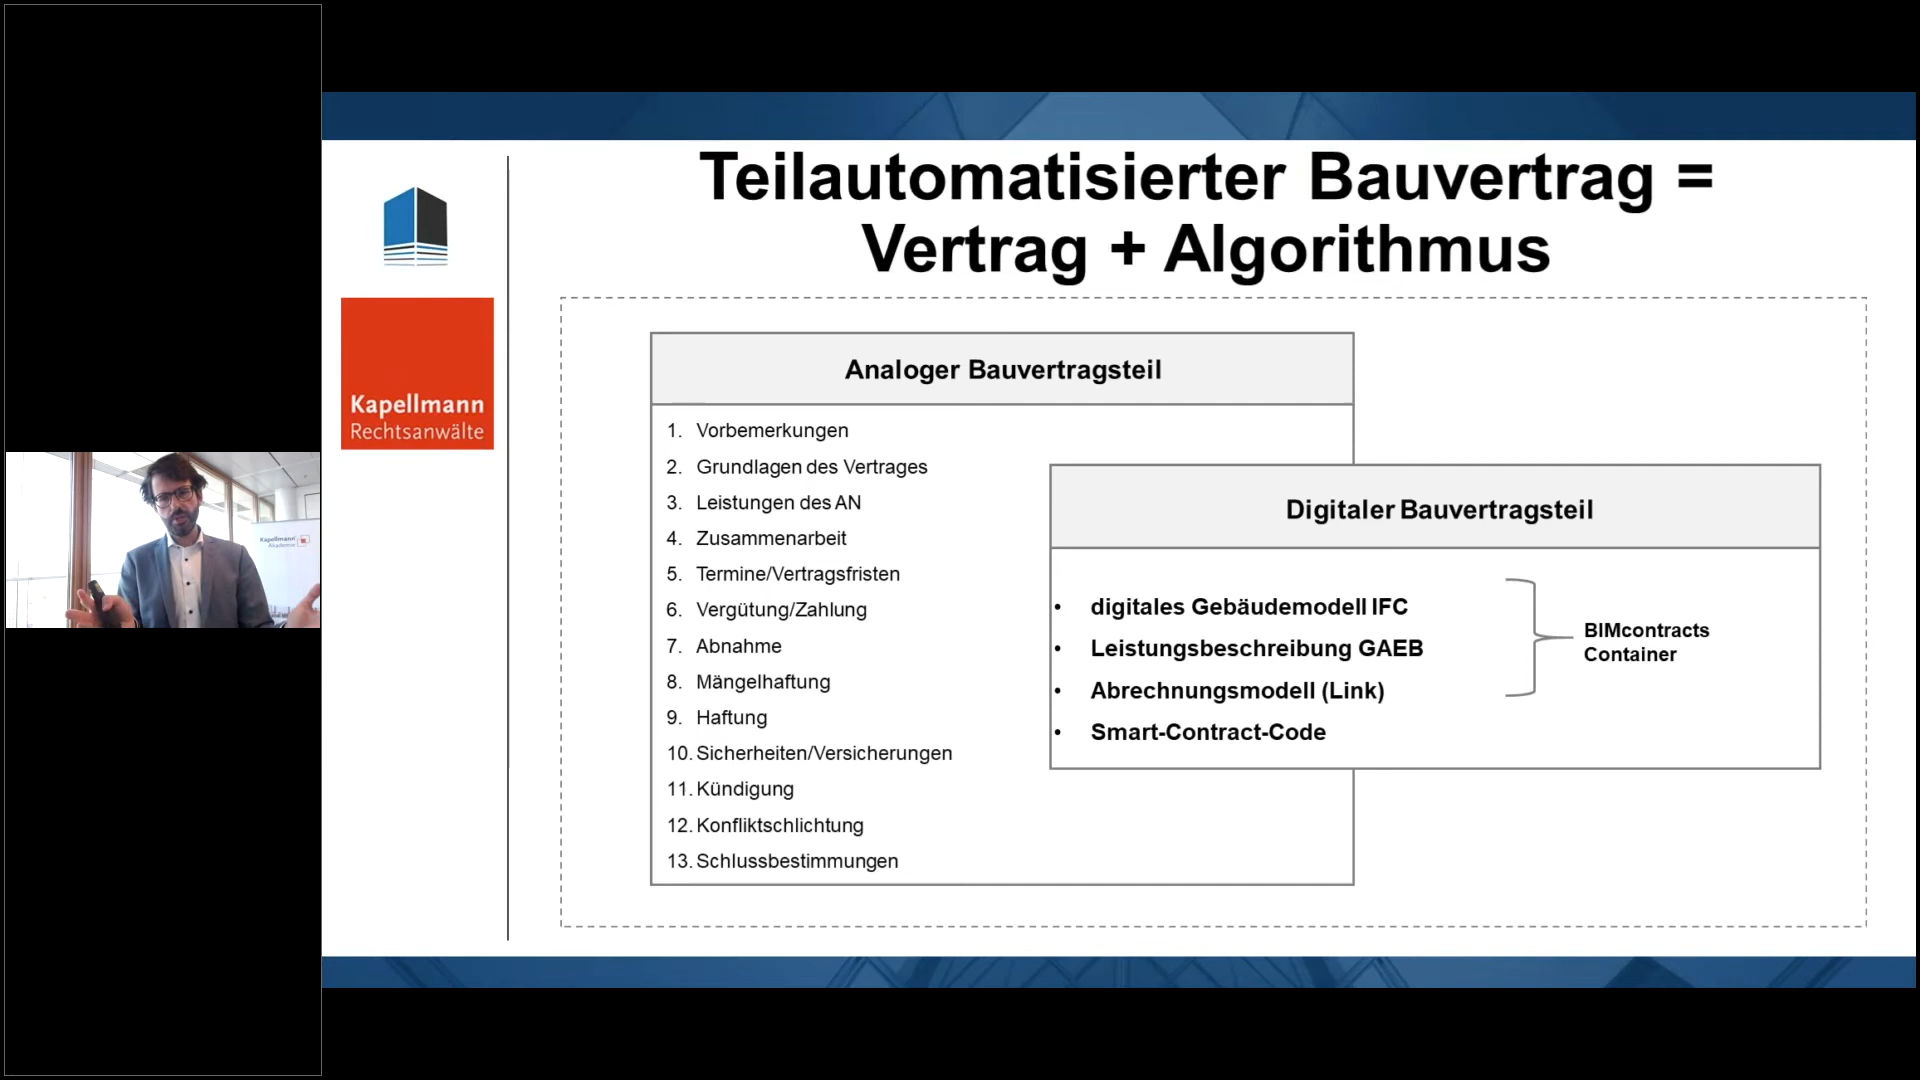 Teilautomatisierter Bauvertrag =
Vertrag + Algorithmus
Kapellmann
Rechtsanwälte
Kapellmann
Akademie
Analoger Bauvertragsteil
1. Vorbemerkungen
2. Grundlagen des Vertrages
3. Leistungen des AN
4. Zusammenarbeit
5. Termine/Vertragsfristen
6. Vergütung/Zahlung
7. Abnahme
8. Mängelhaftung
9. Haftung
10. Sicherheiten/Versicherungen
11. Kündigung
12. Konfliktschlichtung
13. Schlussbestimmungen
Digitaler Bauvertragsteil
• digitales Gebäudemodell IFC
• Leistungsbeschreibung GAEB
• Abrechnungsmodell (Link)
• Smart-Contract-Code
BIMcontracts
Container